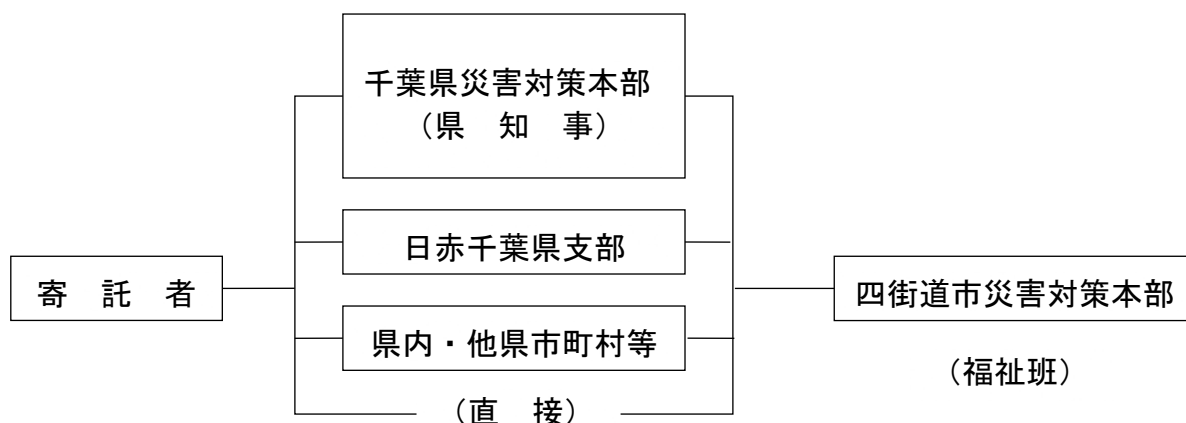 千葉県災害対策本部
（県　知　事）
日赤千葉県支部
寄　託　者
四街道市災害対策本部
県内・他県市町村等
（福祉班）
（直　接）